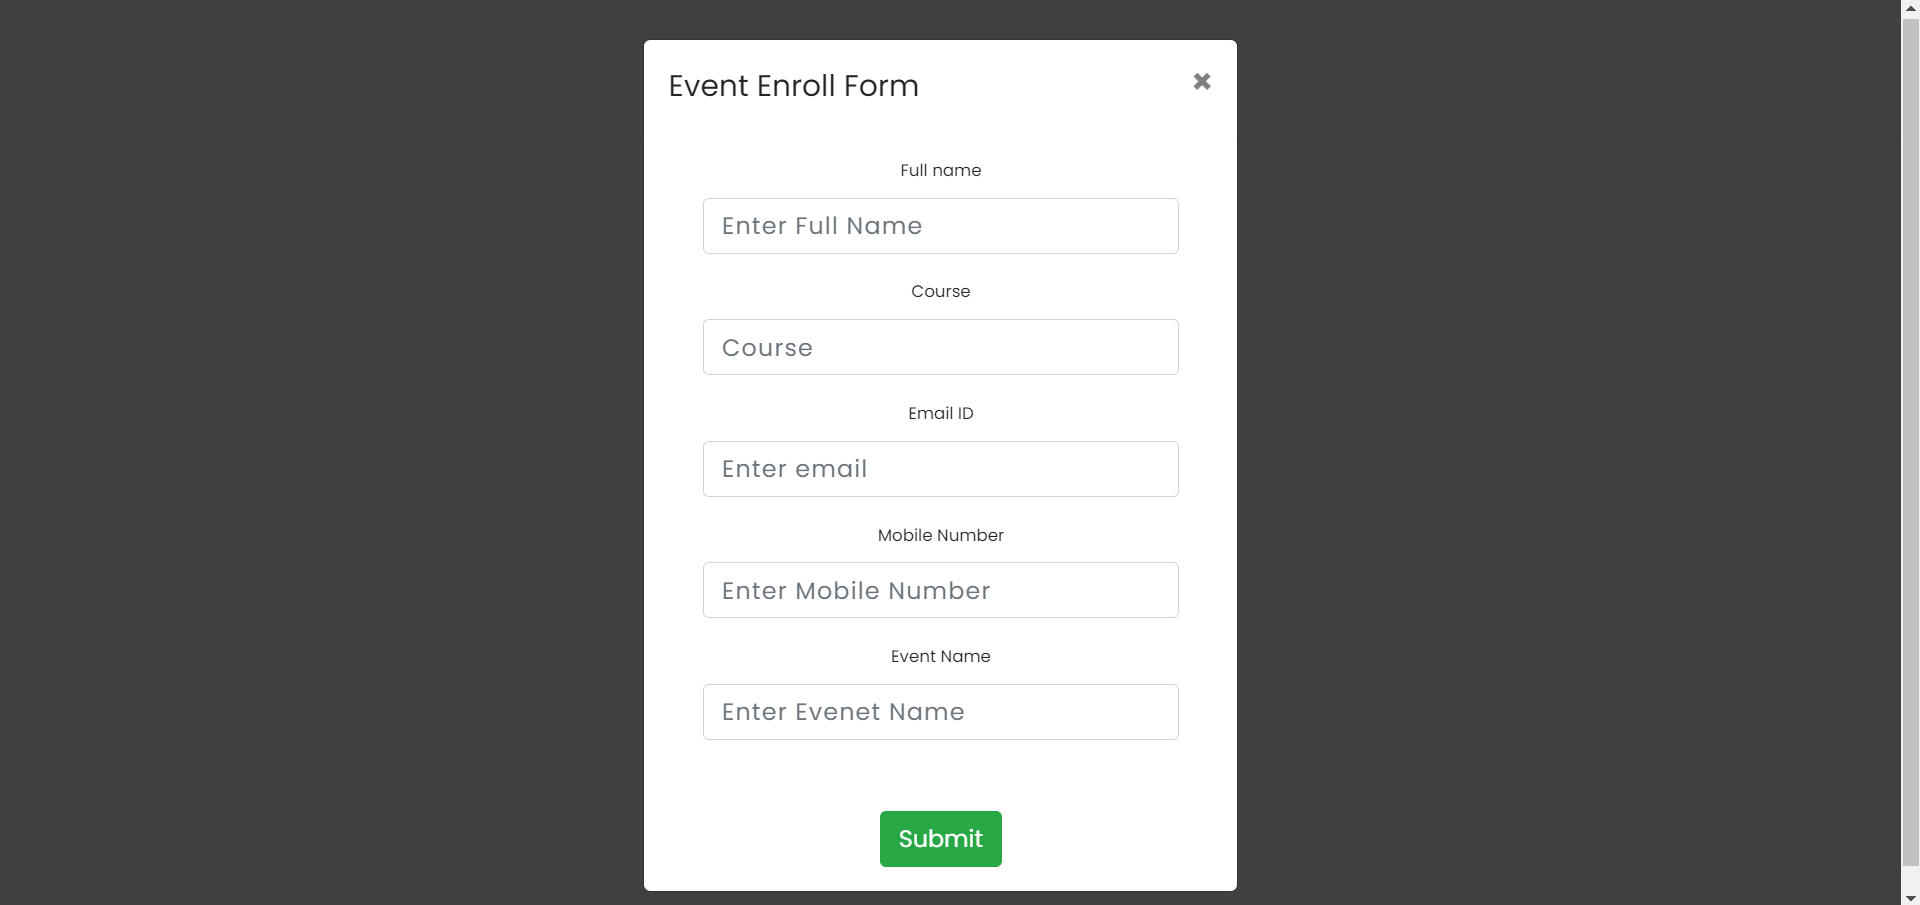 Event Enroll Form
✖
Full name
Enter Full Name
Course
Course
Email ID
Enter email
Mobile Number
Enter Mobile Number
Event Name
Enter Evenet Name
Submit